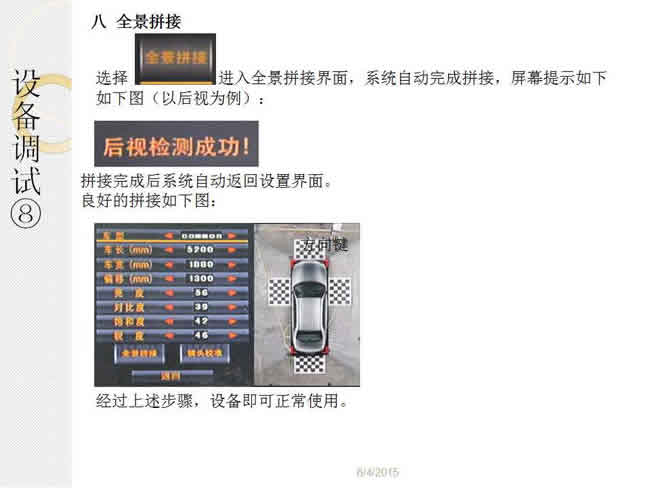 设备调试⑧
八 全景拼接
选择 全景拼接 进入全景拼接界面，系统自动完成拼接，屏幕提示如下
如下图（以后视为例）：
后视检测成功！
拼接完成后系统自动返回设置界面。
良好的拼接如下图：
车 型 COMMON
车长 (mm) 5200
车宽 (mm) 1880
偏移 (mm) 1300
亮 度 56
对比度 39
饱和度 42
锐 度 46
全景拼接 镜头校准
返回
方向键
经过上述步骤，设备即可正常使用。
6/4/2015